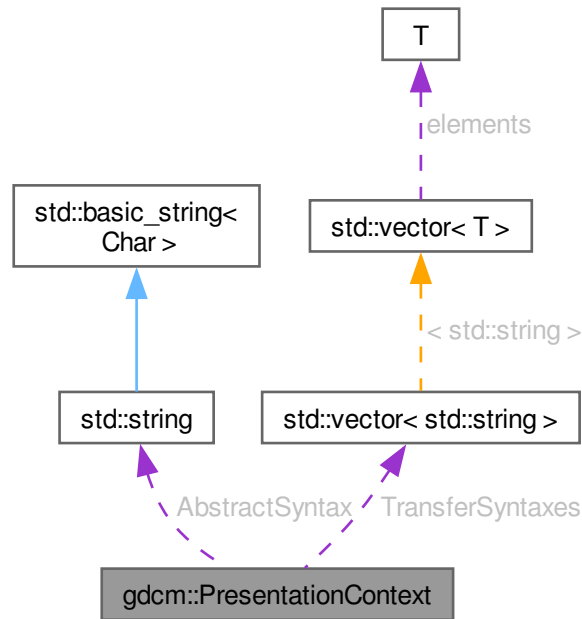 T
elements
std::basic_string<
Char >
std::vector< T >
< std::string >
std::string
std::vector< std::string >
AbstractSyntax
TransferSyntaxes
gdcm::PresentationContext